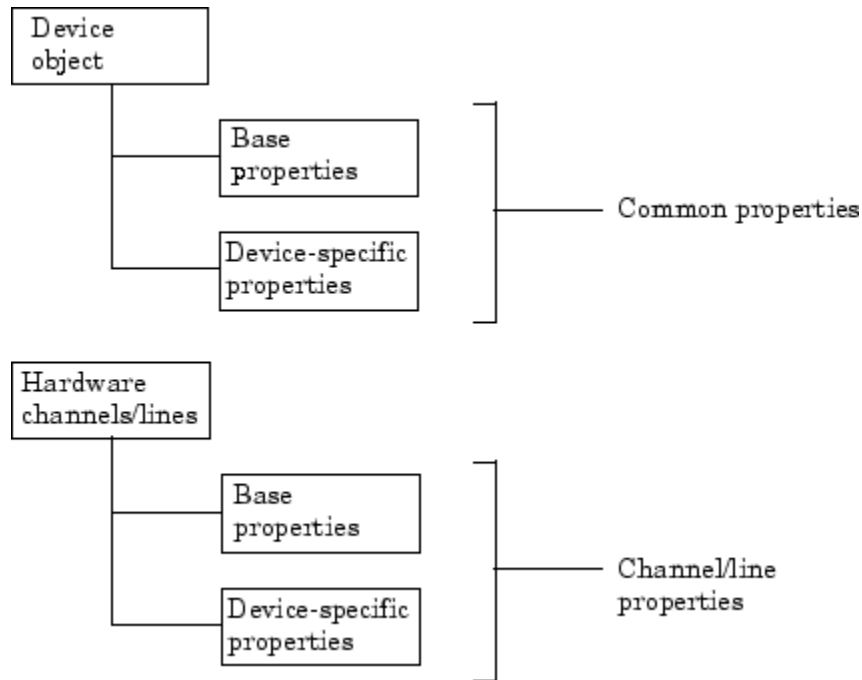 Device
object
Base
properties
Device-specific
properties
Common properties
Hardware
channels/lines
Base
properties
Device-specific
properties
Channel/line
properties